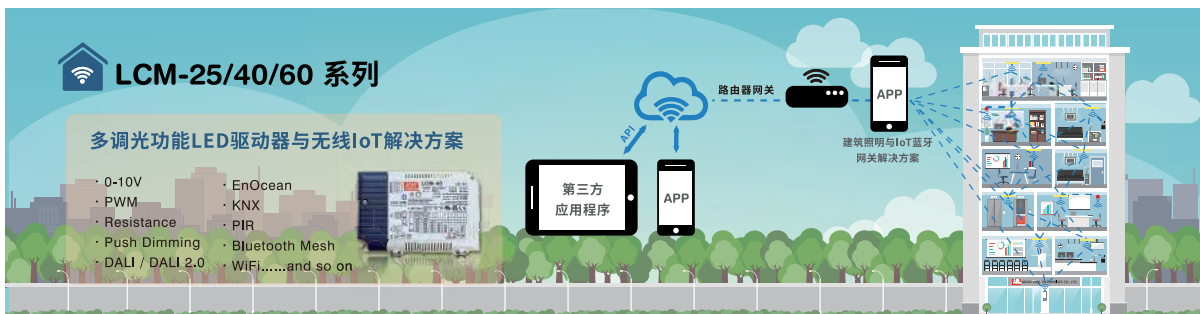 LCM-25/40/60 系列
多调光功能LED驱动器与无线IoT解决方案
· 0-10V
· PWM
· Resistance
· Push Dimming
· DALI / DALI 2.0
· EnOcean
· KNX
· PIR
· Bluetooth Mesh
· WiFi......and so on
LCM-40
第三方
应用程序
APP
API
路由器网关
APP
建筑照明与IoT蓝牙
网关解决方案